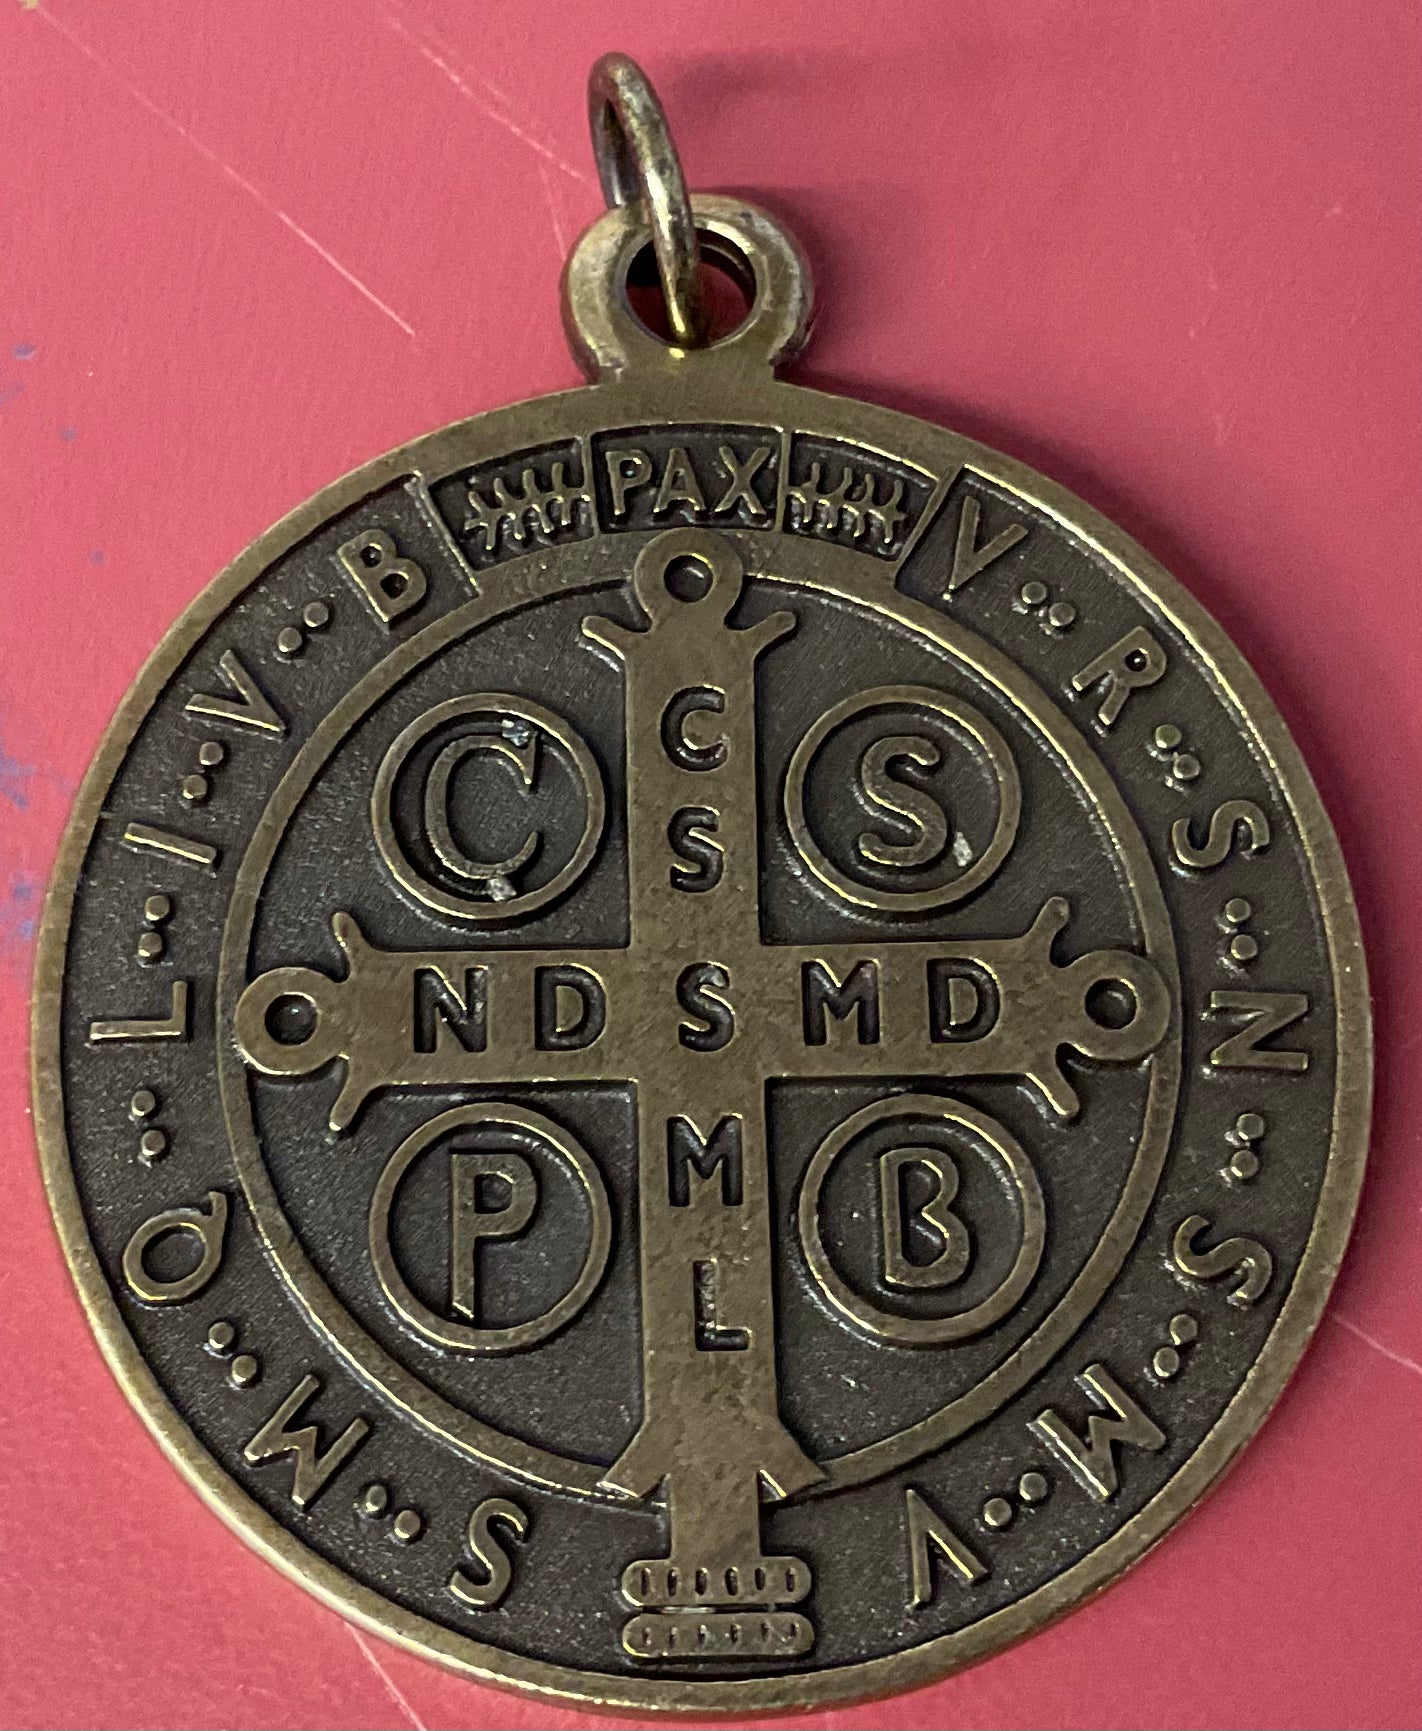 PAX
V·R·S·N·S·M·V
S·M·Q·L·I·V·B
C S
P B
C
S
N D S M D
M
L